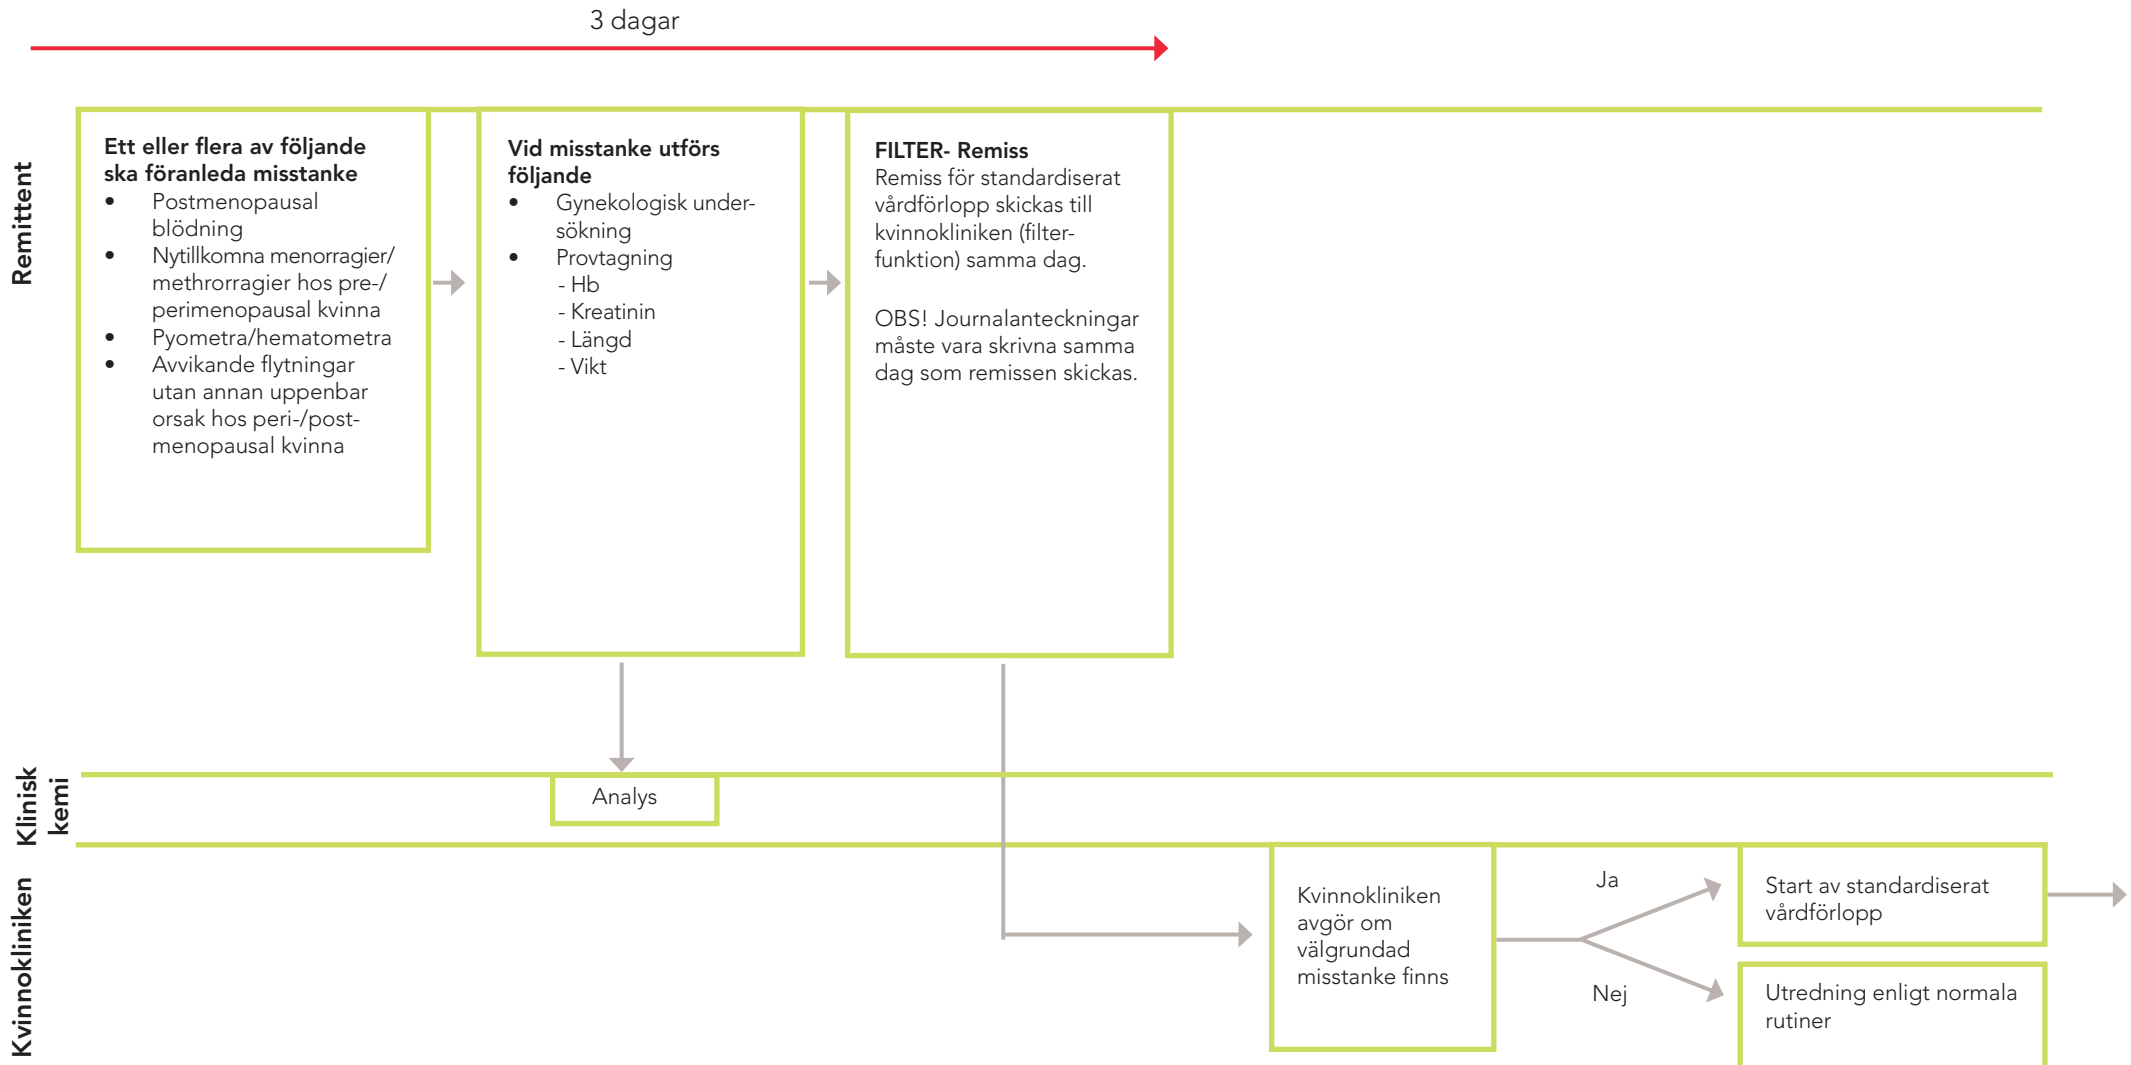 3 dagar
Remittent
Ett eller flera av följande
ska föranleda misstanke
• Postmenopausal
blödning
• Nytillkomna menorragier/
methrorragier hos pre-/
perimenopausal kvinna
• Pyometra/hematometra
• Avvikande flytningar
utan annan uppenbar
orsak hos peri-/post-
menopausal kvinna
Vid misstanke utförs
följande
• Gynekologisk under-
sökning
• Provtagning
- Hb
- Kreatinin
- Längd
- Vikt
FILTER- Remiss
Remiss för standardiserat
vårdförlopp skickas till
kvinnokliniken (filter-
funktion) samma dag.
OBS! Journalanteckningar
måste vara skrivna samma
dag som remissen skickas.
Klinisk
kemi
Analys
Kvinnokliniken
Kvinnokliniken
avgör om
välgrundad
misstanke finns
Ja
Start av standardiserat
vårdförlopp
Nej
Utredning enligt normala
rutiner